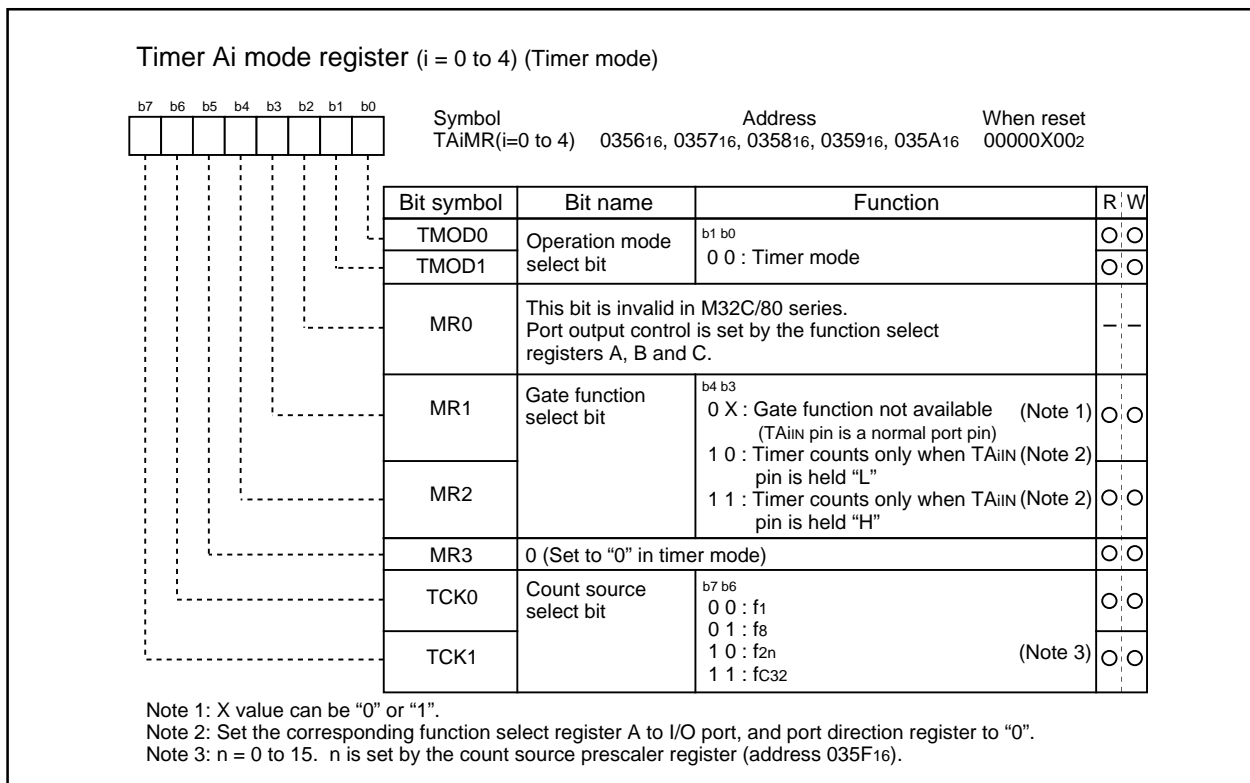 Timer Ai mode register (i = 0 to 4) (Timer mode)
b7 b6 b5 b4 b3 b2 b1 b0
Symbol Address When reset
TAiMR(i=0 to 4) 035616, 035716, 035816, 035916, 035A16 00000X002
Bit symbol Bit name Function R W
TMOD0
TMOD1
Operation mode
select bit
b1 b0
0 0 : Timer mode
MR0
This bit is invalid in M32C/80 series.
Port output control is set by the function select
registers A, B and C.
– –
MR1
MR2
Gate function
select bit
b4 b3
0 X : Gate function not available (Note 1)
(TAiIN pin is a normal port pin)
1 0 : Timer counts only when TAiIN (Note 2)
pin is held “L”
1 1 : Timer counts only when TAiIN (Note 2)
pin is held “H”
MR3 0 (Set to “0” in timer mode)
TCK0
TCK1
Count source
select bit
b7 b6
0 0 : f1
0 1 : f8
1 0 : f2n (Note 3)
1 1 : fC32
Note 1: X value can be “0” or “1”.
Note 2: Set the corresponding function select register A to I/O port, and port direction register to “0”.
Note 3: n = 0 to 15. n is set by the count source prescaler register (address 035F16).